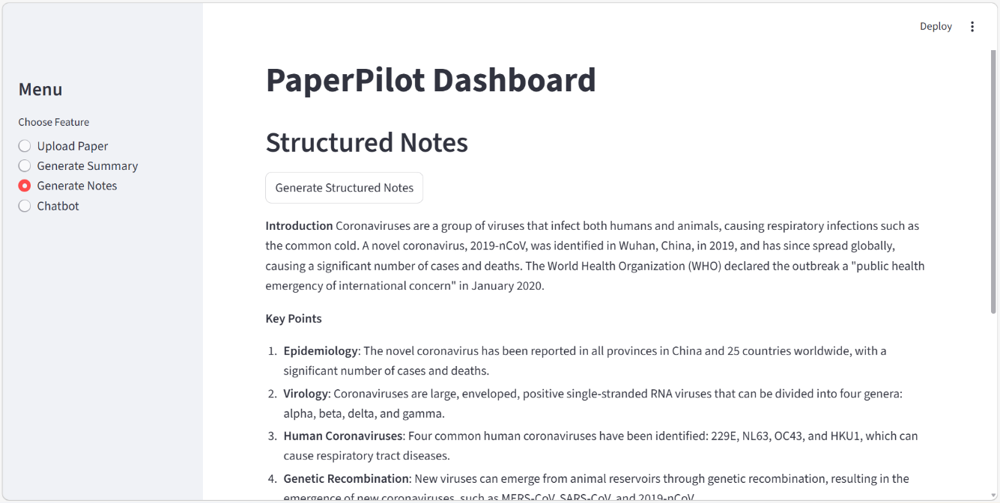 Deploy
Menu
Choose Feature
Upload Paper
Generate Summary
Generate Notes
Chatbot
PaperPilot Dashboard
Structured Notes
Generate Structured Notes
Introduction Coronaviruses are a group of viruses that infect both humans and animals, causing respiratory infections such as
the common cold. A novel coronavirus, 2019-nCoV, was identified in Wuhan, China, in 2019, and has since spread globally,
causing a significant number of cases and deaths. The World Health Organization (WHO) declared the outbreak a "public health
emergency of international concern" in January 2020.
Key Points
1. Epidemiology: The novel coronavirus has been reported in all provinces in China and 25 countries worldwide, with a
significant number of cases and deaths.
2. Virology: Coronaviruses are large, enveloped, positive single-stranded RNA viruses that can be divided into four genera:
alpha, beta, delta, and gamma.
3. Human Coronaviruses: Four common human coronaviruses have been identified: 229E, NL63, OC43, and HKU1, which can
cause respiratory tract diseases.
4. Genetic Recombination: New viruses can emerge from animal reservoirs through genetic recombination, resulting in the
emergence of new coronaviruses, such as MERS-CoV, SARS-CoV, and 2019-nCoV.